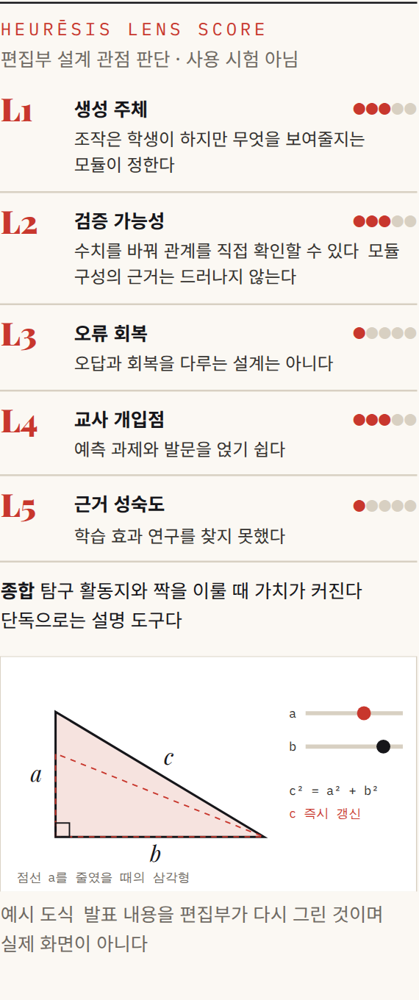 HEURĒSIS LENS SCORE
편집부 설계 관점 판단 · 사용 시험 아님
L1 생성 주체
조작은 학생이 하지만 무엇을 보여줄지는
모듈이 정한다
L2 검증 가능성
수치를 바꿔 관계를 직접 확인할 수 있다 모듈
구성의 근거는 드러나지 않는다
L3 오류 회복
오답과 회복을 다루는 설계는 아니다
L4 교사 개입점
예측 과제와 발문을 얹기 쉽다
L5 근거 성숙도
학습 효과 연구를 찾지 못했다
종합 탐구 활동지와 짝을 이룰 때 가치가 커진다
단독으로는 설명 도구다
a
b
c
a
b
c² = a² + b²
c 즉시 갱신
점선 a를 줄였을 때의 삼각형
예시 도식 발표 내용을 편집부가 다시 그린 것이며
실제 화면이 아니다